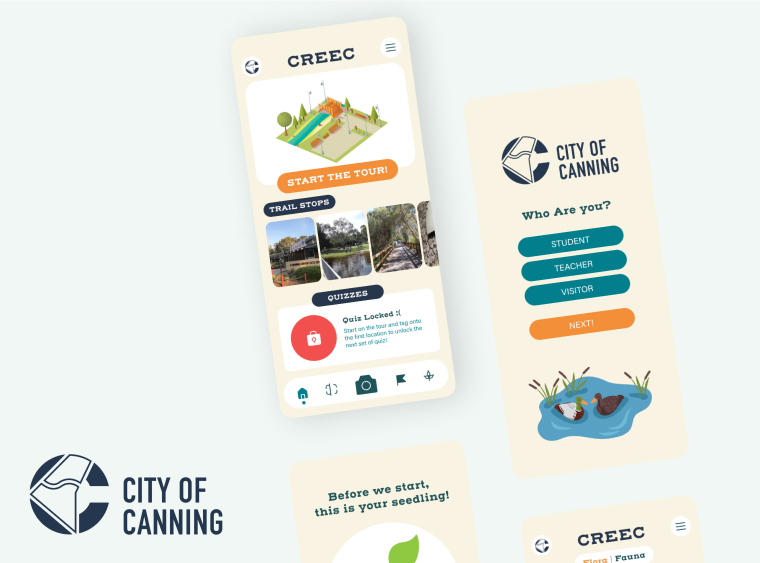 CREEC
START THE TOUR!
TRAIL STOPS
QUIZZES
Quiz Locked :(
Start on the tour and tag onto
the first location to unlock the
next set of quiz!
CITY OF
CANNING
Who Are you?
STUDENT
TEACHER
VISITOR
NEXT!
CITY OF
CANNING
Before we start,
this is your seedling!
CREEC
Flora | Fauna